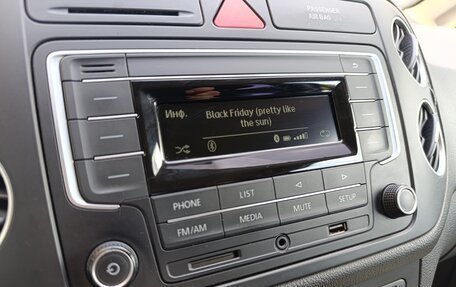 PASSENGER
AIR BAG
Инф.
Black Friday (pretty like
the sun)
PHONE
LIST
◁
▷
SETUP
FM/AM
MEDIA
MUTE